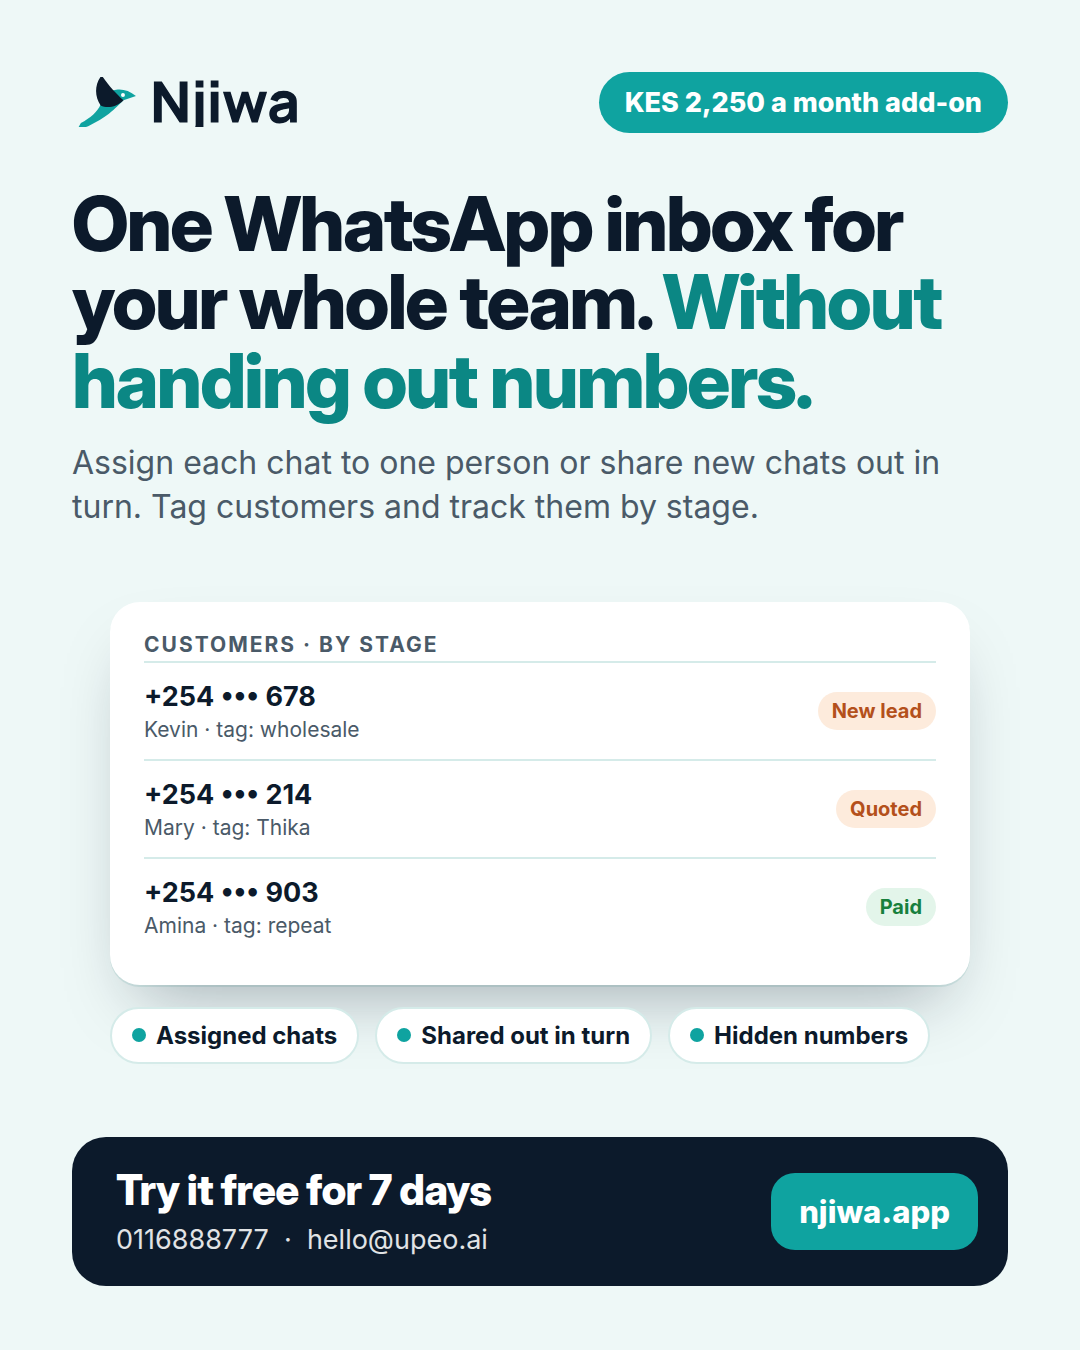 Njiwa
KES 2,250 a month add-on
One WhatsApp inbox for
your whole team. Without
handing out numbers.
Assign each chat to one person or share new chats out in
turn. Tag customers and track them by stage.
CUSTOMERS · BY STAGE
+254 ••• 678
New lead
Kevin · tag: wholesale
+254 ••• 214
Quoted
Mary · tag: Thika
+254 ••• 903
Paid
Amina · tag: repeat
Assigned chats
Shared out in turn
Hidden numbers
Try it free for 7 days
0116888777 · hello@upeo.ai
njiwa.app